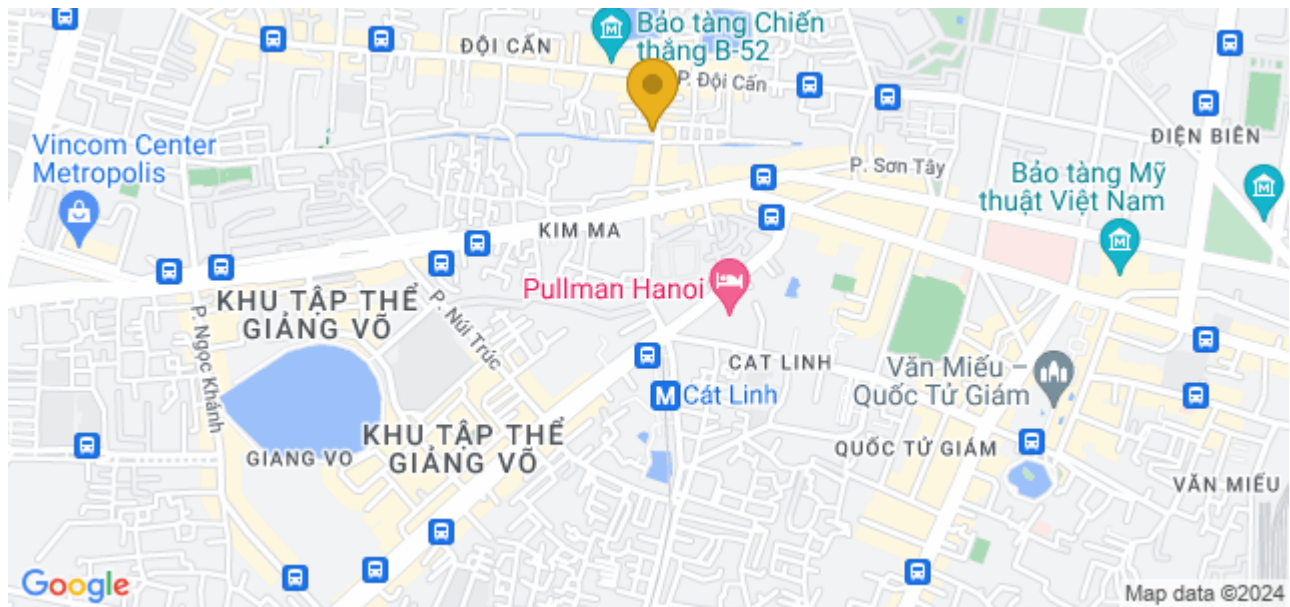 Bảo tàng Chiến
thắng B-52
ĐỘI CẤN
P. Đội Cấn
ĐIỆN BIÊN
Vincom Center
Metropolis
P. Sơn Tây
Bảo tàng Mỹ
thuật Việt Nam
KIM MA
Pullman Hanoi
KHU TẬP THỂ
GIẢNG VÕ
P. Ngọc Khánh
P. Núi Trúc
CAT LINH
Văn Miếu –
Quốc Tử Giám
M Cát Linh
KHU TẬP THỂ
GIẢNG VÕ
GIANG VO
QUỐC TỬ GIÁM
VĂN MIẾU
Google
Map data ©2024